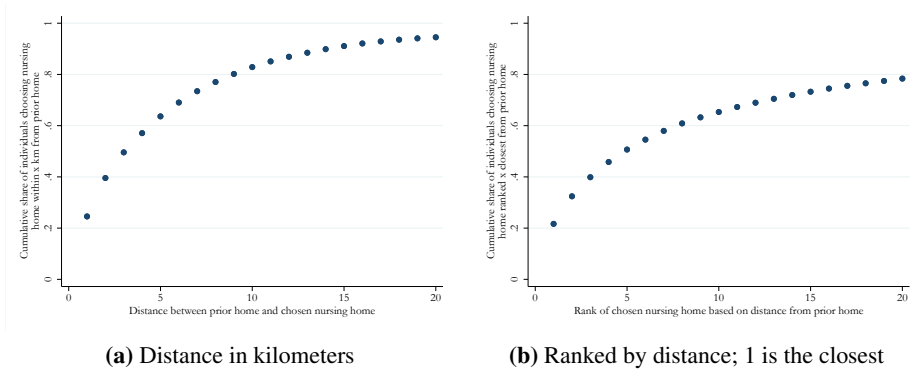 Cumulative share of individuals choosing nursing
home within x km from prior home
1
.8
.6
.4
.2
0
0 5 10 15 20
Distance between prior home and chosen nursing home
(a) Distance in kilometers
Cumulative share of individuals choosing nursing
home ranked x closest from prior home
1
.8
.6
.4
.2
0
0 5 10 15 20
Rank of chosen nursing home based on distance from prior home
(b) Ranked by distance; 1 is the closest